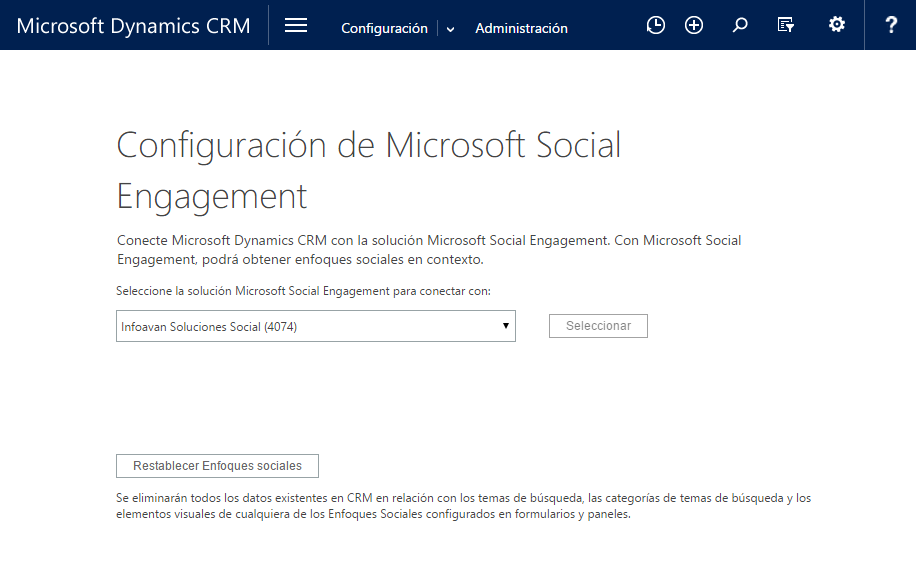 Microsoft Dynamics CRM Configuración Administración ?
Configuración de Microsoft Social
Engagement
Conecte Microsoft Dynamics CRM con la solución Microsoft Social Engagement. Con Microsoft Social
Engagement, podrá obtener enfoques sociales en contexto.
Seleccione la solución Microsoft Social Engagement para conectar con:
Infoavan Soluciones Social (4074) Seleccionar
Restablecer Enfoques sociales
Se eliminarán todos los datos existentes en CRM en relación con los temas de búsqueda, las categorías de temas de búsqueda y los
elementos visuales de cualquiera de los Enfoques Sociales configurados en formularios y paneles.